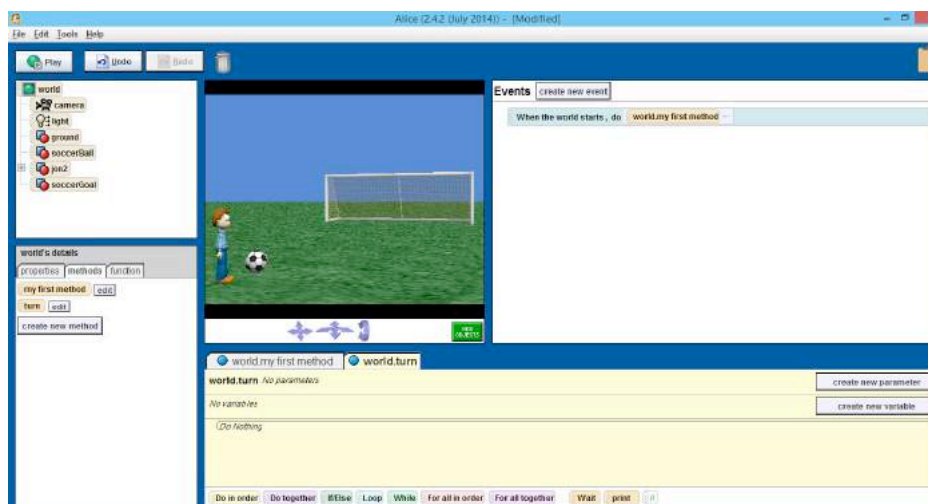 Alice (2.4.2 (July 2014)) - [Modified]
File Edit Tools Help
Play Undo Redo
world
camera
light
ground
soccerBall
jon2
soccerGoal
Events create new event
When the world starts, do world.my first method
world's details
properties methods function
my first method edit
turn edit
create new method
ADD OBJECTS
world.my first method world.turn
world.turn No parameters create new parameter
No variables create new variable
Do Nothing
Do in order Do together If/Else Loop While For all in order For all together Wait print //